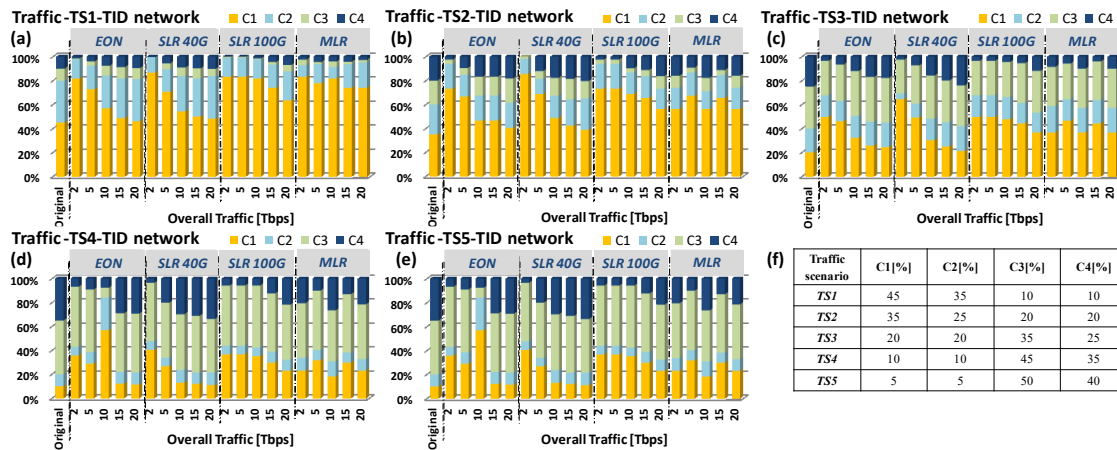 Traffic -TS1-TID network
C1 C2 C3 C4
(a)
EON SLR 40G SLR 100G MLR
100%
80%
60%
40%
20%
0%
Original 2 5 10 15 20 2 5 10 15 20 2 5 10 15 20 2 5 10 15 20
Overall Traffic [Tbps]
Traffic -TS2-TID network
C1 C2 C3 C4
(b)
EON SLR 40G SLR 100G MLR
100%
80%
60%
40%
20%
0%
Original 2 5 10 15 20 2 5 10 15 20 2 5 10 15 20 2 5 10 15 20
Overall Traffic [Tbps]
Traffic -TS3-TID network
C1 C2 C3 C4
(c)
EON SLR 40G SLR 100G MLR
100%
80%
60%
40%
20%
0%
Original 2 5 10 15 20 2 5 10 15 20 2 5 10 15 20 2 5 10 15 20
Overall Traffic [Tbps]
Traffic -TS4-TID network
C1 C2 C3 C4
(d)
EON SLR 40G SLR 100G MLR
100%
80%
60%
40%
20%
0%
Original 2 5 10 15 20 2 5 10 15 20 2 5 10 15 20 2 5 10 15 20
Overall Traffic [Tbps]
Traffic -TS5-TID network
C1 C2 C3 C4
(e)
EON SLR 40G SLR 100G MLR
100%
80%
60%
40%
20%
0%
Original 2 5 10 15 20 2 5 10 15 20 2 5 10 15 20 2 5 10 15 20
Overall Traffic [Tbps]
(f)
Traffic scenario C1[%] C2[%] C3[%] C4[%]
TS1 45 35 10 10
TS2 35 25 20 20
TS3 20 20 35 25
TS4 10 10 45 35
TS5 5 5 50 40